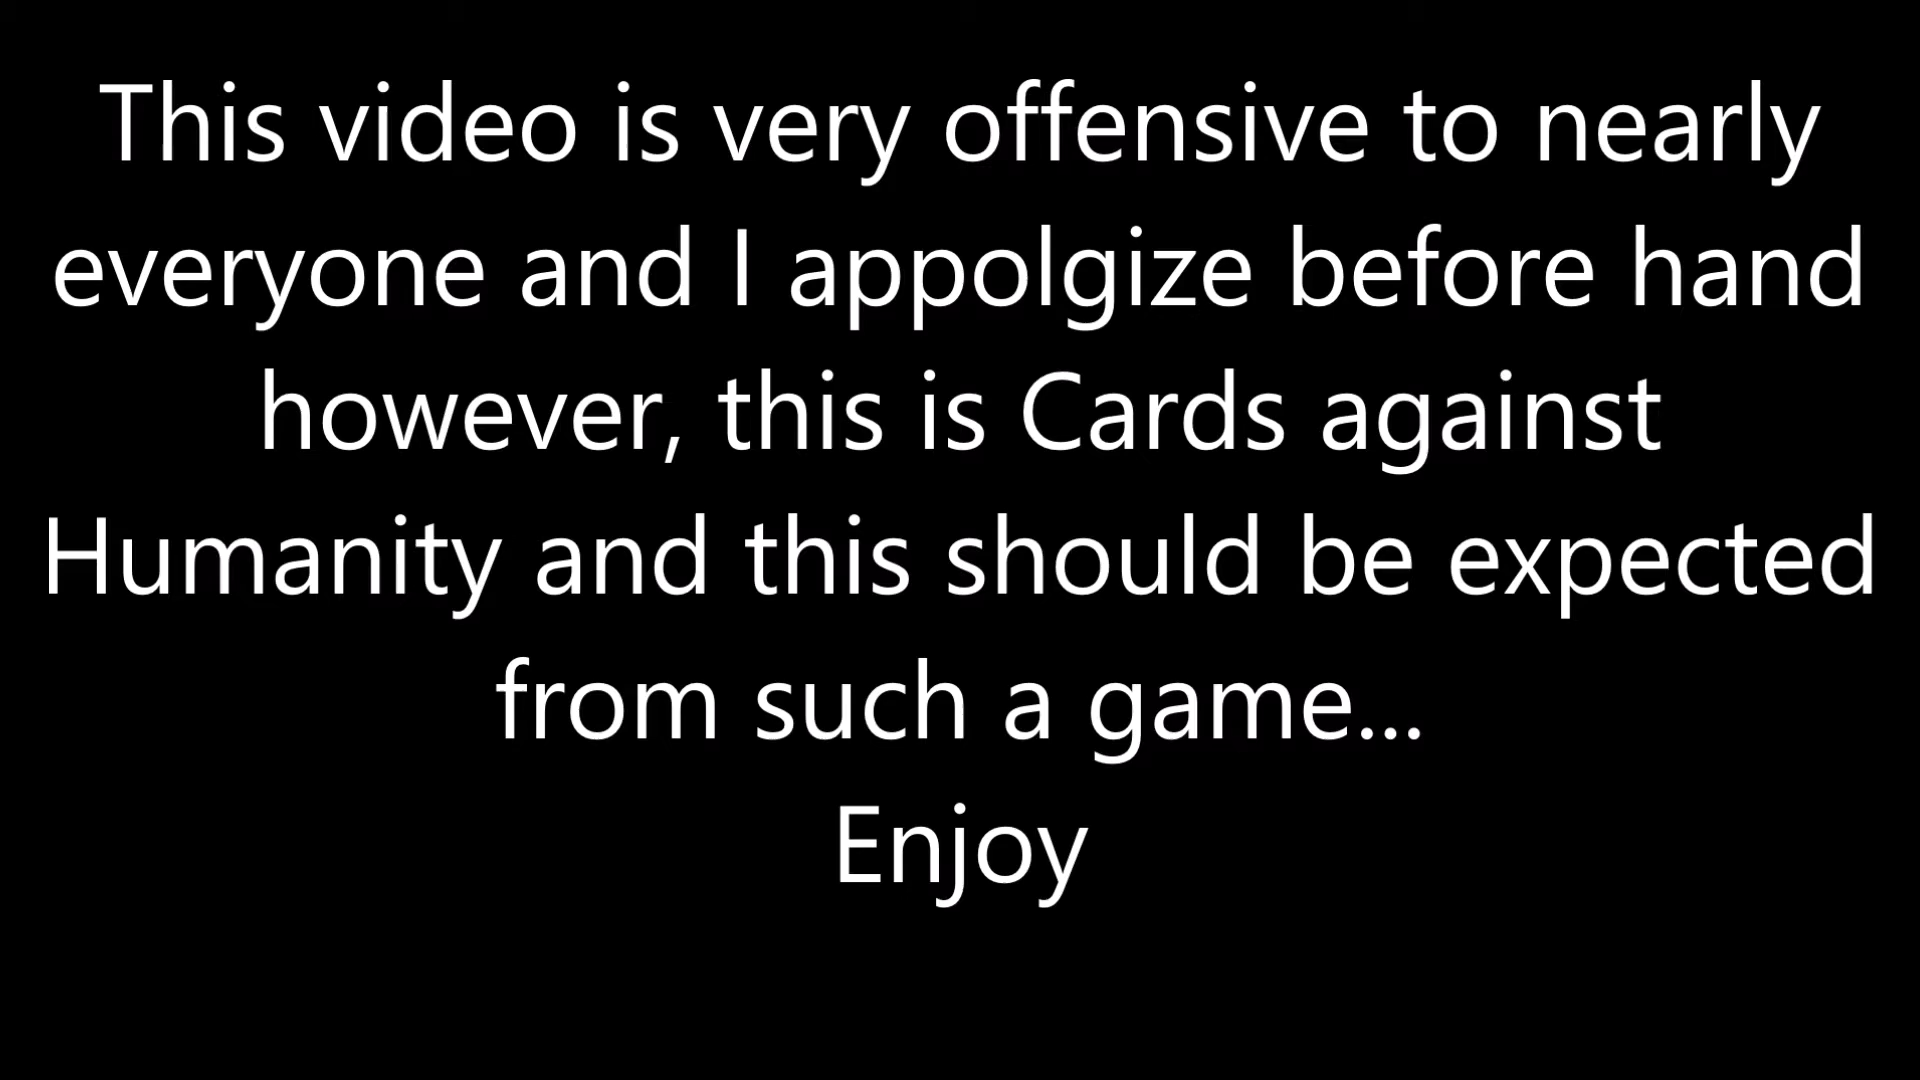 This video is very offensive to nearly
everyone and I appolgize before hand
however, this is Cards against
Humanity and this should be expected
from such a game...
Enjoy